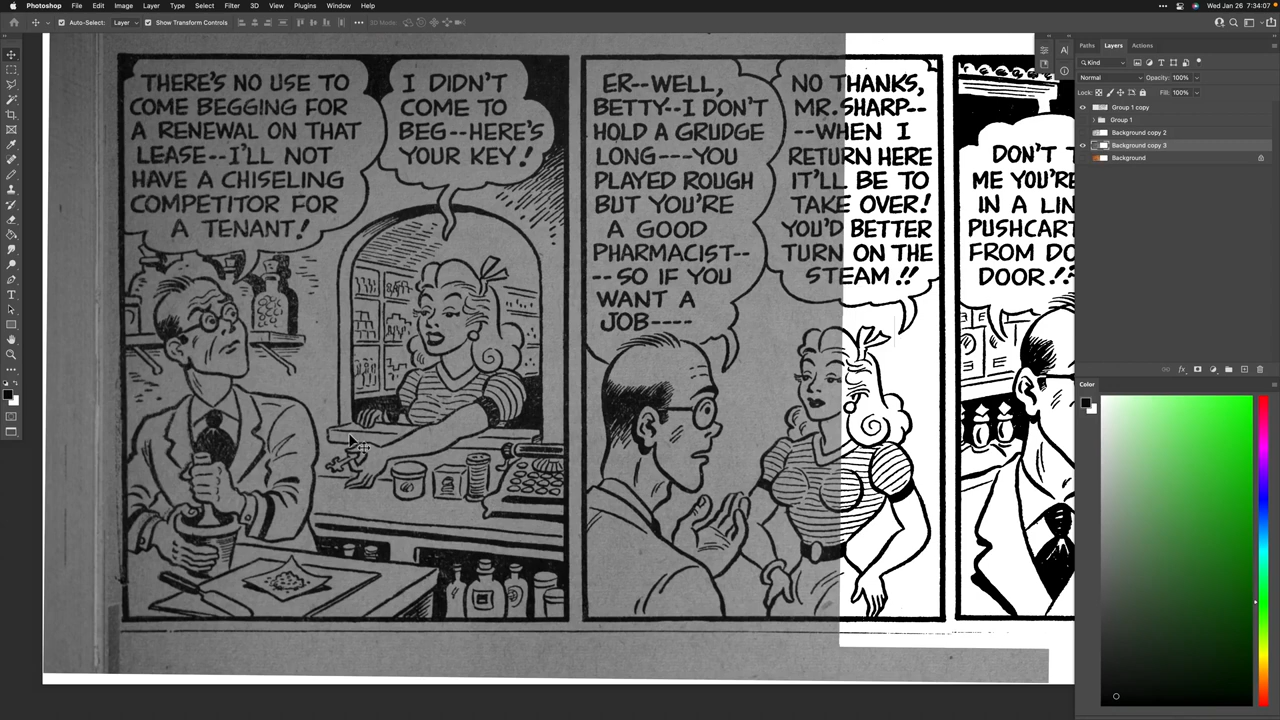 Photoshop File Edit Image Layer Type Select Filter 3D View Plugins Window Help
Wed Jan 26 7:34:07
Auto-Select: Layer Show Transform Controls
3D Mode:
THERE'S NO USE TO
COME BEGGING FOR
A RENEWAL ON THAT
LEASE--I'LL NOT
HAVE A CHISELING
COMPETITOR FOR
A TENANT!
I DIDN'T
COME TO
BEG--HERE'S
YOUR KEY!
ER--WELL,
BETTY--I DON'T
HOLD A GRUDGE
LONG---YOU
PLAYED ROUGH
BUT YOU'RE
A GOOD
PHARMACIST--
--SO IF YOU
WANT A
JOB----
NO THANKS,
MR. SHARP--
--WHEN I
RETURN HERE
IT'LL BE TO
TAKE OVER!
YOU'D BETTER
TURN ON THE
STEAM!!
DON'T
ME YOU'RE
IN A LIN
PUSHCART
FROM DO
DOOR!
Paths Layers Actions
Kind
Normal Opacity: 100%
Lock: Fill: 100%
Group 1 copy
Group 1
Background copy 2
Background copy 3
Background
fx
Color